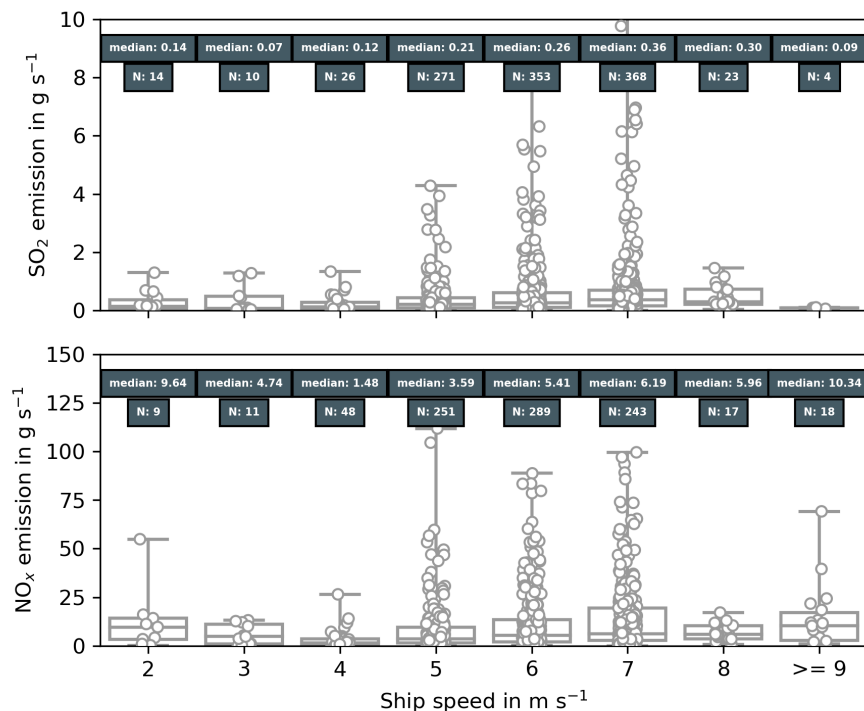 10
8
6
4
2
0
SO₂ emission in g s⁻¹
median: 0.14 median: 0.07 median: 0.12 median: 0.21 median: 0.26 median: 0.36 median: 0.30 median: 0.09
N: 14 N: 10 N: 26 N: 271 N: 353 N: 368 N: 23 N: 4
150
125
100
75
50
25
0
NOₓ emission in g s⁻¹
median: 9.64 median: 4.74 median: 1.48 median: 3.59 median: 5.41 median: 6.19 median: 5.96 median: 10.34
N: 9 N: 11 N: 48 N: 251 N: 289 N: 243 N: 17 N: 18
2 3 4 5 6 7 8 >= 9
Ship speed in m s⁻¹